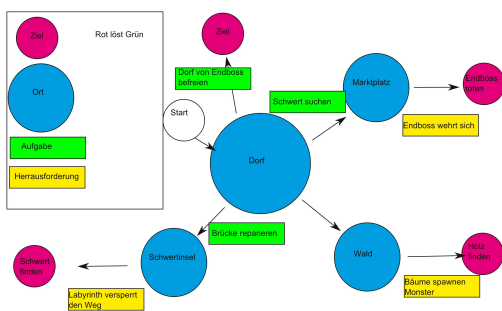 Ziel
Rot löst Grün
Ort
Aufgabe
Herrausforderung
Ziel
Dorf von Endboss
befreien
Start
Schwert suchen
Marktplatz
Endboss
töten
Endboss wehrt sich
Dorf
Brücke reparieren
Schwertinsel
Schwert
finden
Labyrinth versperrt
den Weg
Wald
Holz
finden
Bäume spawnen
Monster